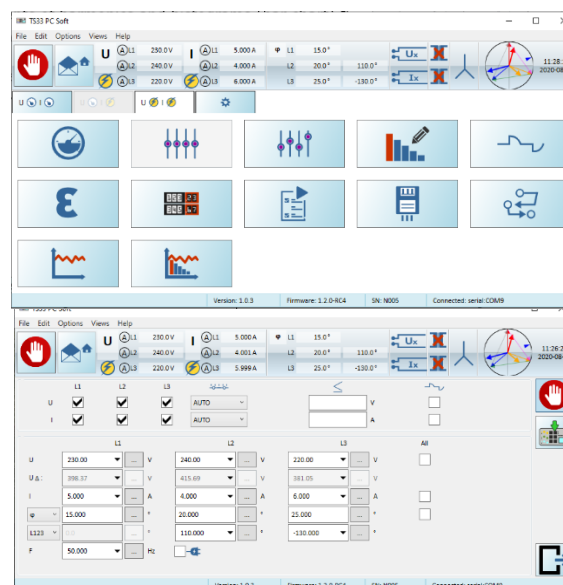 TS33 PC Soft
File Edit Options Views Help
U L1 230.0 V I L1 5.000 A φ L1 15.0° Ux 11:28:
L2 240.0 V L2 4.000 A L2 20.0° 110.0° 2020-08-
L3 220.0 V L3 6.000 A L3 25.0° -130.0° Ix
U I U I U I
ε
Version: 1.0.3 Firmware: 1.2.0-RC4 SN: N005 Connected: serial:COM9
TS33 PC Soft
File Edit Options Views Help
U L1 230.0 V I L1 5.000 A φ L1 15.0° Ux 11:26:2
L2 240.0 V L2 4.001 A L2 20.0° 110.0° 2020-08-
L3 220.0 V L3 5.999 A L3 25.0° -130.0° Ix
L1 L2 L3
U AUTO V
I AUTO A
L1 L2 L3 All
U 230.00 ... V 240.00 ... V 220.00 ... V
U Δ : 398.37 ... V 415.69 ... V 381.05 ... V
I 5.000 ... A 4.000 ... A 6.000 ... A
φ 15.000 ... ° 20.000 ... ° 25.000 ... °
L123 ... ° 110.000 ... ° -130.000 ... °
F 50.000 ... Hz